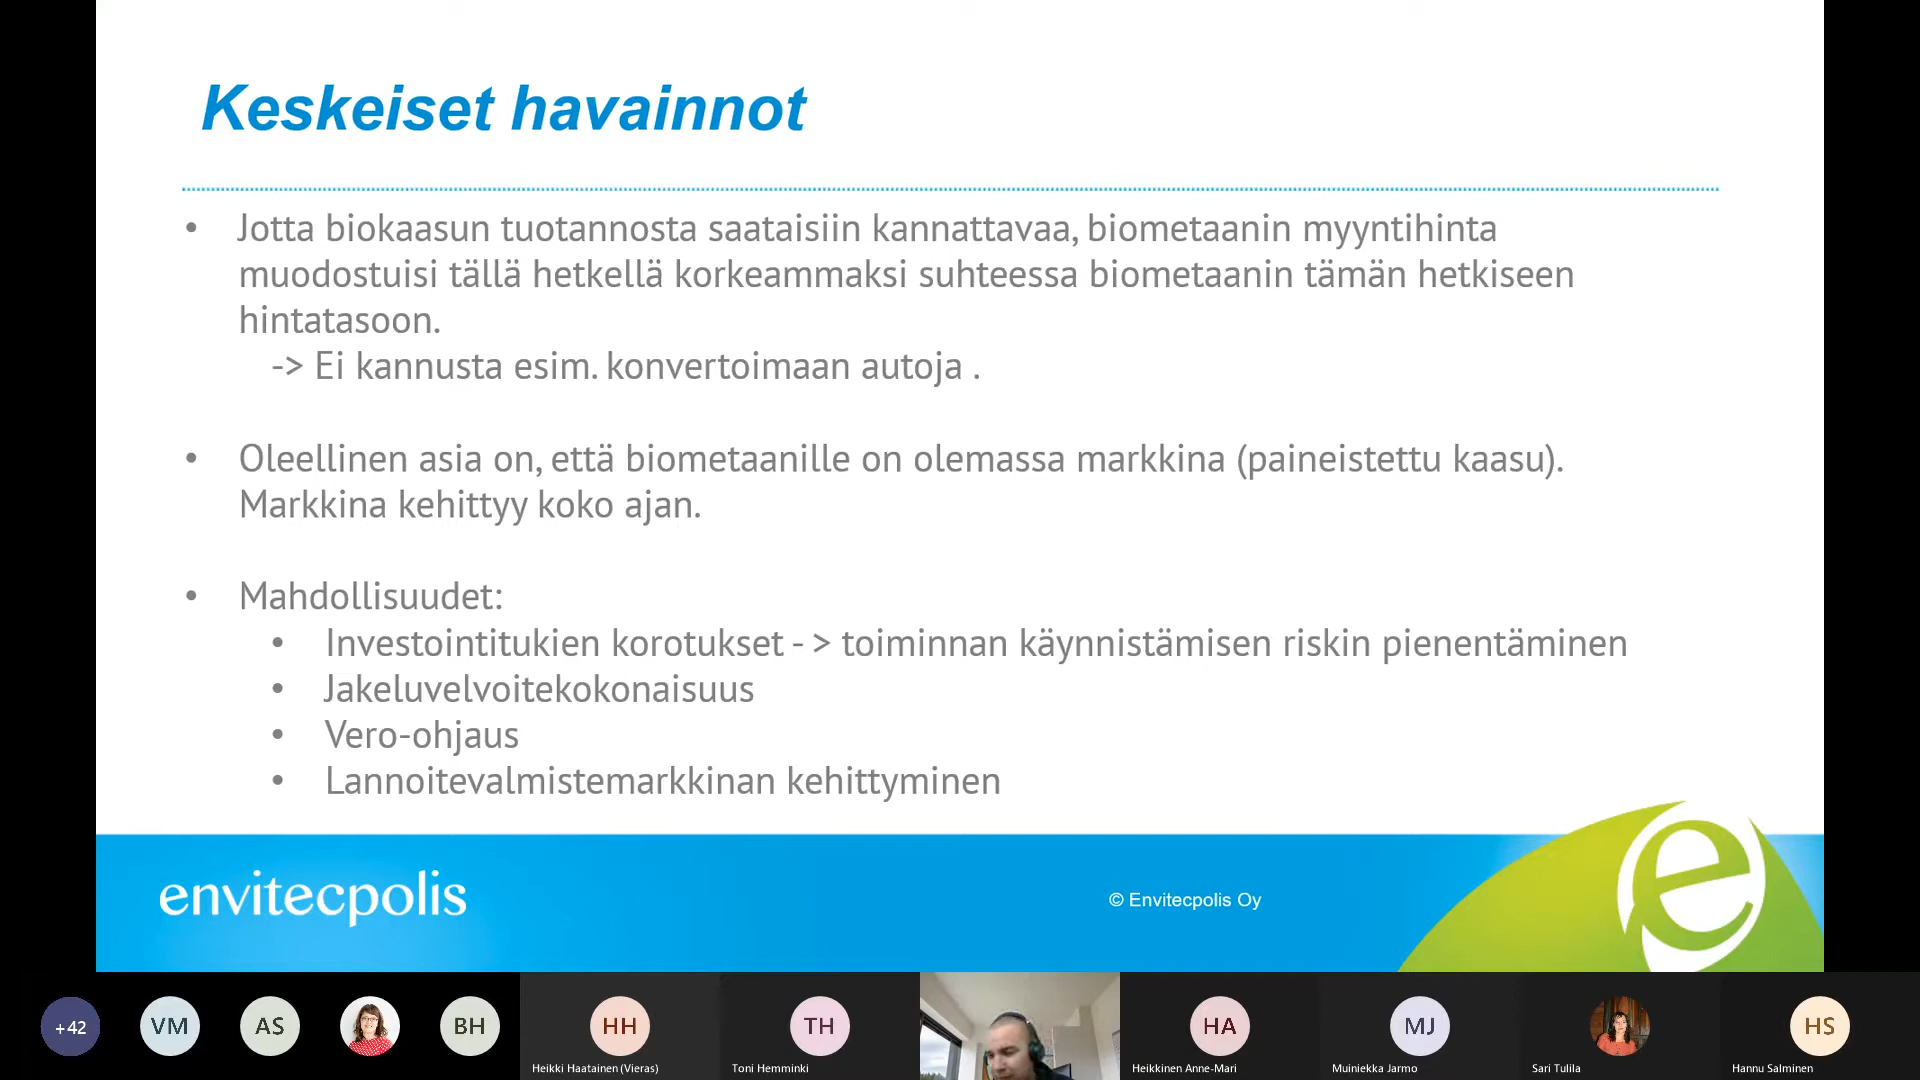 Keskeiset havainnot
• Jotta biokaasun tuotannosta saataisiin kannattavaa, biometaanin myyntihinta
muodostuisi tällä hetkellä korkeammaksi suhteessa biometaanin tämän hetkiseen
hintatasoon.
-> Ei kannusta esim. konvertoimaan autoja .
• Oleellinen asia on, että biometaanille on olemassa markkina (paineistettu kaasu).
Markkina kehittyy koko ajan.
• Mahdollisuudet:
• Investointitukien korotukset - > toiminnan käynnistämisen riskin pienentäminen
• Jakeluvelvoitekokonaisuus
• Vero-ohjaus
• Lannoitevalmistemarkkinan kehittyminen
envitecpolis
© Envitecpolis Oy
e
+42
VM
AS
BH
HH
Heikki Haatainen (Vieras)
TH
Toni Hemminki
HA
Heikkinen Anne-Mari
MJ
Muiniekka Jarmo
Sari Tulila
HS
Hannu Salminen